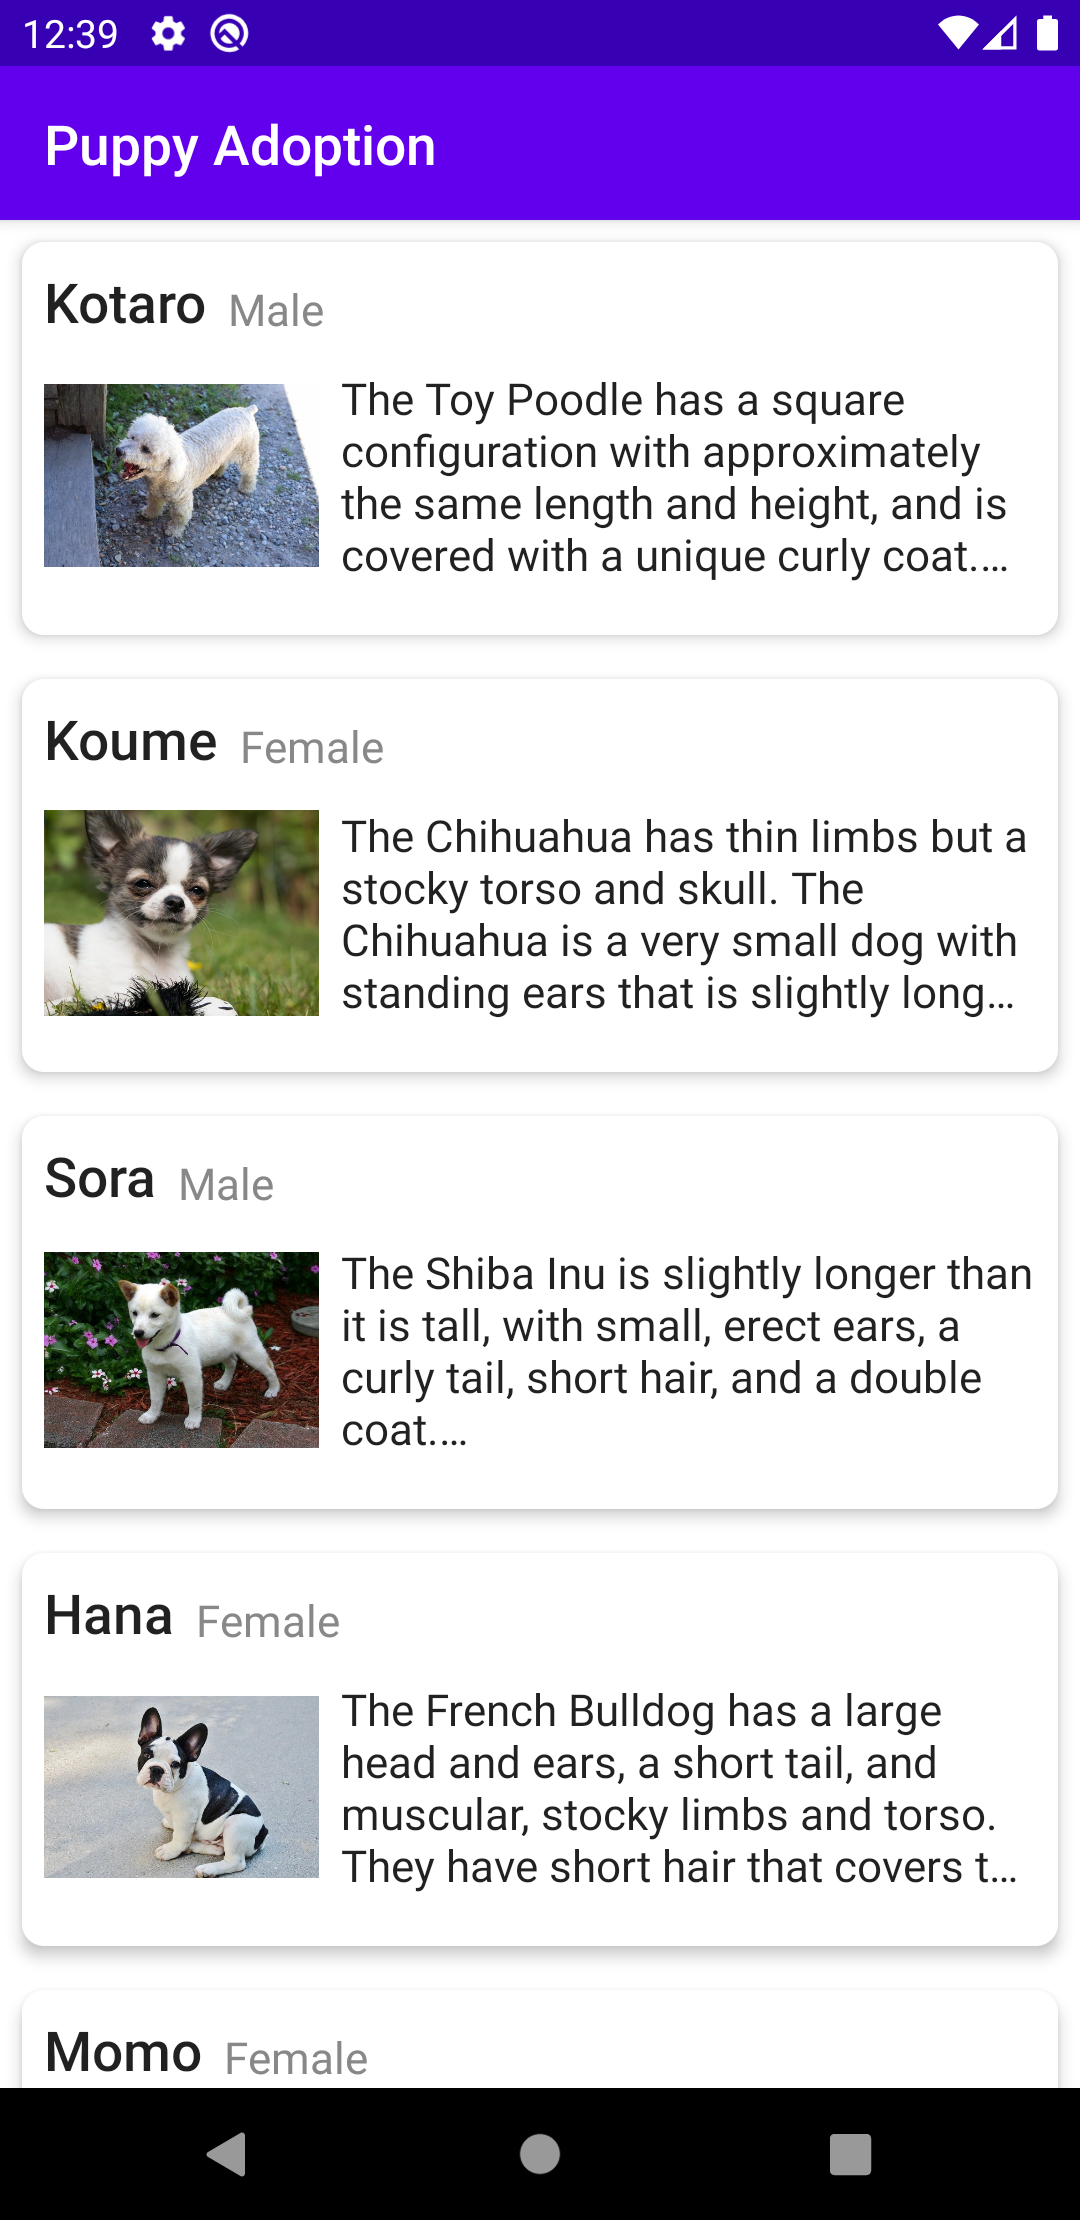 12:39
Puppy Adoption
Kotaro Male
The Toy Poodle has a square
configuration with approximately
the same length and height, and is
covered with a unique curly coat.…
Koume Female
The Chihuahua has thin limbs but a
stocky torso and skull. The
Chihuahua is a very small dog with
standing ears that is slightly long…
Sora Male
The Shiba Inu is slightly longer than
it is tall, with small, erect ears, a
curly tail, short hair, and a double
coat.…
Hana Female
The French Bulldog has a large
head and ears, a short tail, and
muscular, stocky limbs and torso.
They have short hair that covers t…
Momo Female